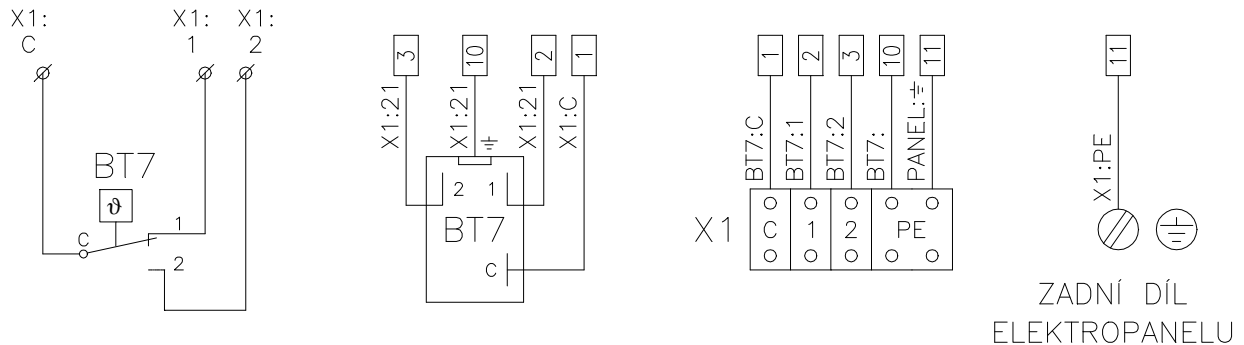 X1:
C
X1:
1
X1:
2
BT7
ϑ
C
1
2
3
10
2
1
X1:21
X1:21
X1:21
X1:C
2
1
BT7
C
1
2
3
10
11
BT7:C
BT7:1
BT7:2
BT7:
PANEL:⏚
X1
C
1
2
PE
11
X1:PE
ZADNÍ DÍL
ELEKTROPANELU